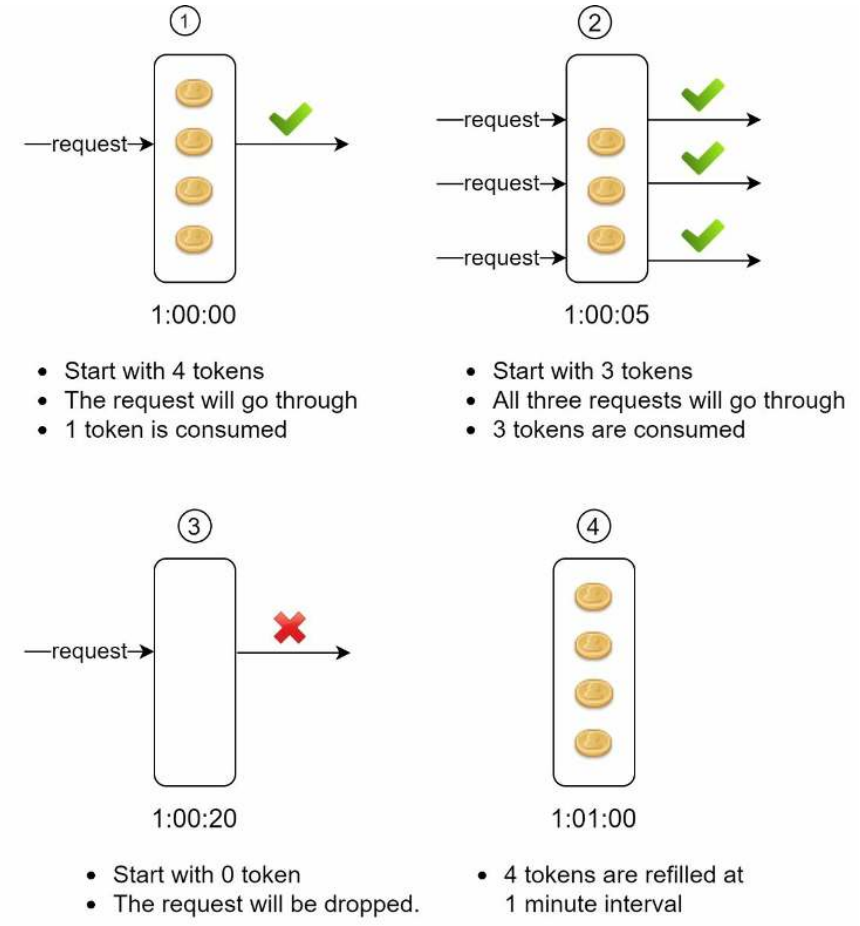 1
request
1:00:00
• Start with 4 tokens
• The request will go through
• 1 token is consumed
2
request
request
request
1:00:05
• Start with 3 tokens
• All three requests will go through
• 3 tokens are consumed
3
request
1:00:20
• Start with 0 token
• The request will be dropped.
4
1:01:00
• 4 tokens are refilled at
1 minute interval